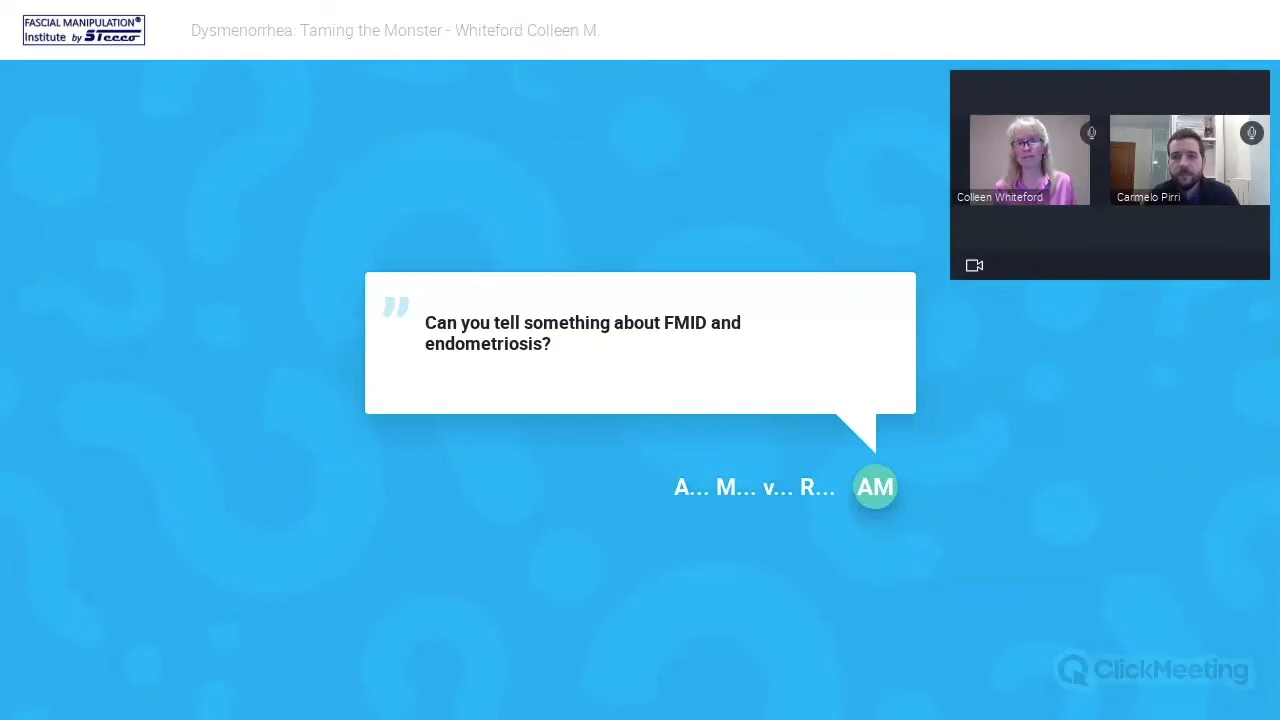 FASCIAL MANIPULATION®
Institute by Stecco
Dysmenorrhea: Taming the Monster - Whiteford Colleen M.
Colleen Whiteford
Carmelo Pirri
Can you tell something about FMID and
endometriosis?
A... M... v... R...
AM
ClickMeeting